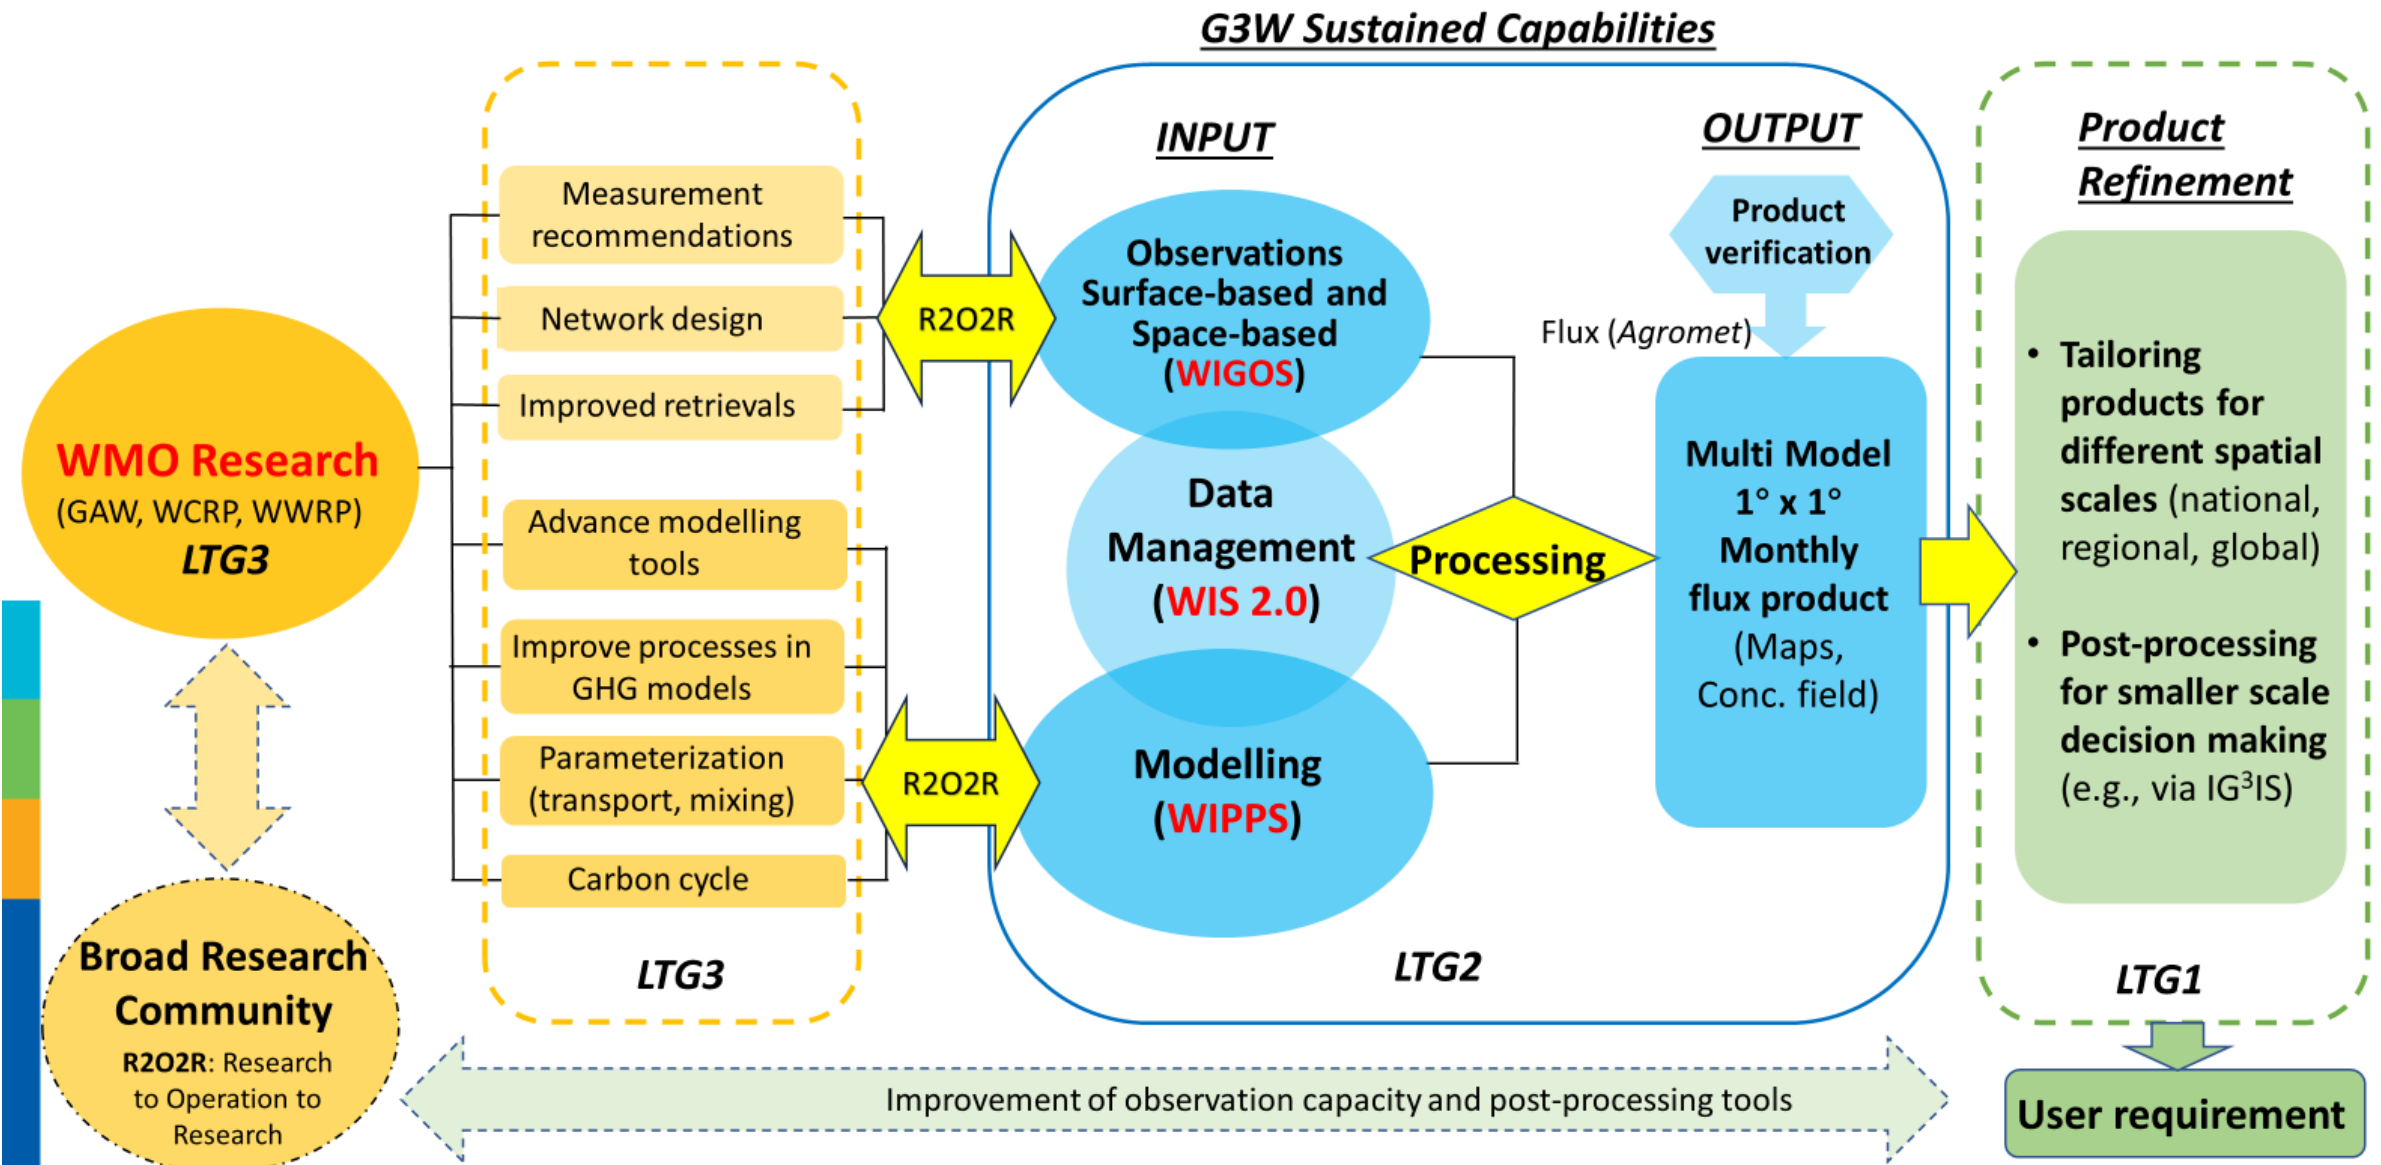 G3W Sustained Capabilities
WMO Research
(GAW, WCRP, WWRP)
LTG3
Broad Research
Community
R2O2R: Research
to Operation to
Research
Measurement
recommendations
Network design
Improved retrievals
Advance modelling
tools
Improve processes in
GHG models
Parameterization
(transport, mixing)
Carbon cycle
LTG3
R2O2R
R2O2R
INPUT
Observations
Surface-based and
Space-based
(WIGOS)
Data
Management
(WIS 2.0)
Modelling
(WIPPS)
Processing
OUTPUT
Product
verification
Flux (Agromet)
Multi Model
1° x 1°
Monthly
flux product
(Maps,
Conc. field)
LTG2
Product
Refinement
• Tailoring
products for
different spatial
scales (national,
regional, global)
• Post-processing
for smaller scale
decision making
(e.g., via IG³IS)
LTG1
Improvement of observation capacity and post-processing tools
User requirement